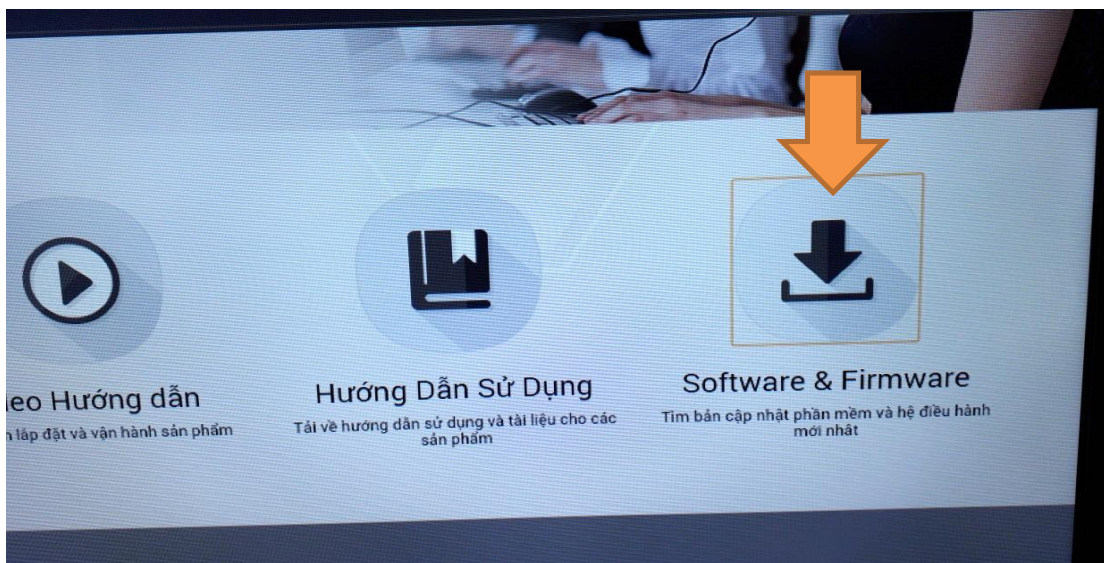 eo Hướng dẫn
lắp đặt và vận hành sản phẩm
Hướng Dẫn Sử Dụng
Tải về hướng dẫn sử dụng và tài liệu cho các
sản phẩm
Software & Firmware
Tìm bản cập nhật phần mềm và hệ điều hành
mới nhất